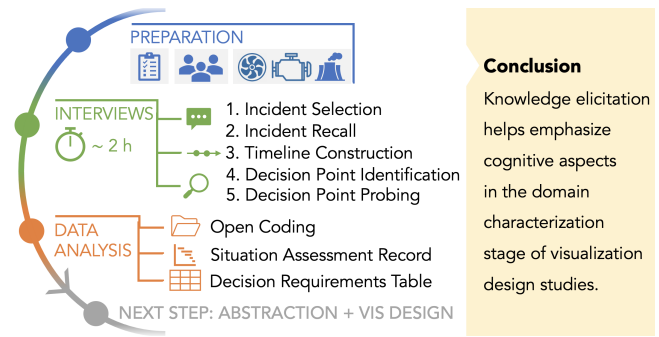 PREPARATION
INTERVIEWS
~ 2 h
1. Incident Selection
2. Incident Recall
3. Timeline Construction
4. Decision Point Identification
5. Decision Point Probing
DATA
ANALYSIS
Open Coding
Situation Assessment Record
Decision Requirements Table
NEXT STEP: ABSTRACTION + VIS DESIGN
Conclusion
Knowledge elicitation
helps emphasize
cognitive aspects
in the domain
characterization
stage of visualization
design studies.